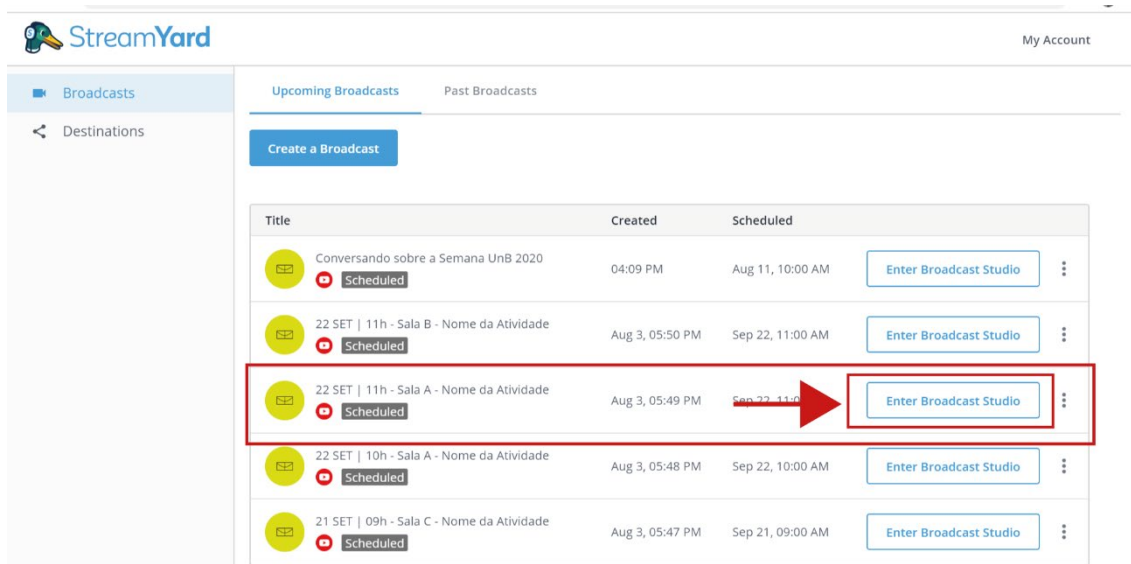 StreamYard
My Account
Broadcasts
Destinations
Upcoming Broadcasts Past Broadcasts
Create a Broadcast
Title Created Scheduled
Conversando sobre a Semana UnB 2020
Scheduled
04:09 PM Aug 11, 10:00 AM Enter Broadcast Studio
22 SET | 11h - Sala B - Nome da Atividade
Scheduled
Aug 3, 05:50 PM Sep 22, 11:00 AM Enter Broadcast Studio
22 SET | 11h - Sala A - Nome da Atividade
Scheduled
Aug 3, 05:49 PM Sep 22, Enter Broadcast Studio
22 SET | 10h - Sala A - Nome da Atividade
Scheduled
Aug 3, 05:48 PM Sep 22, 10:00 AM Enter Broadcast Studio
21 SET | 09h - Sala C - Nome da Atividade
Scheduled
Aug 3, 05:47 PM Sep 21, 09:00 AM Enter Broadcast Studio